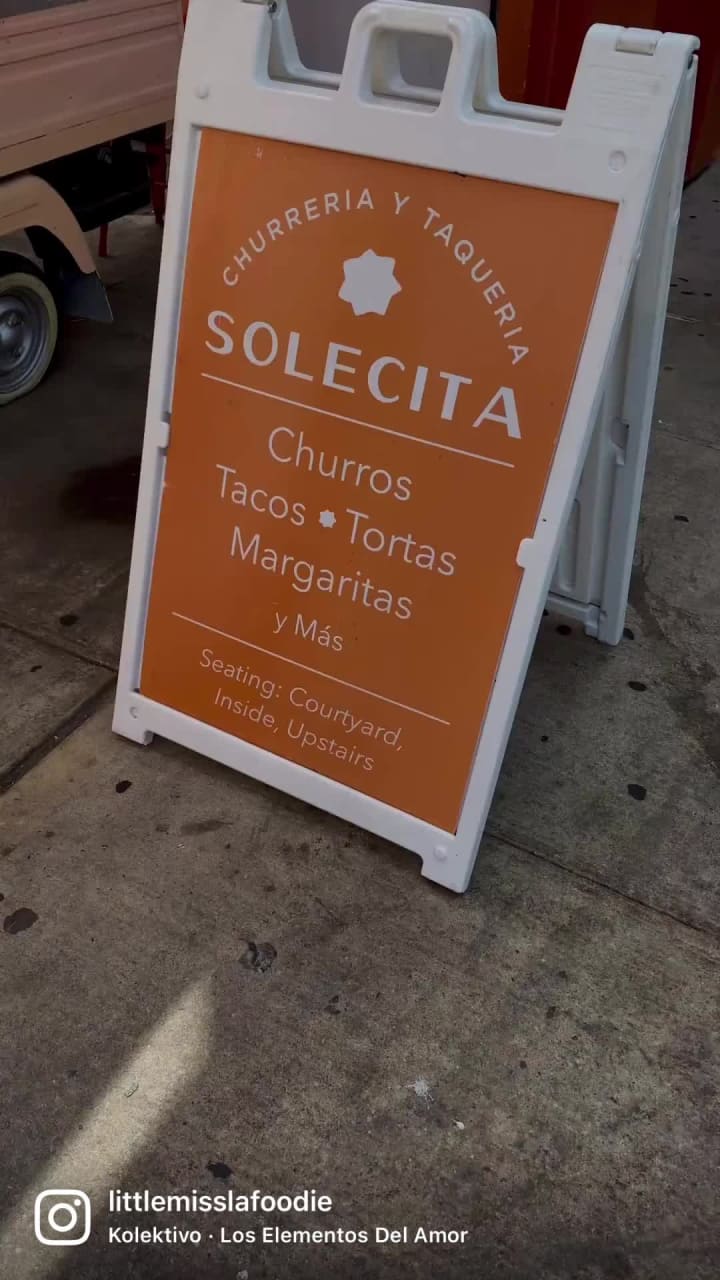 CHURRERIA Y TAQUERIA
SOLECITA
Churros
Tacos Tortas
Margaritas
y Más
Seating: Courtyard,
Inside, Upstairs
littlemisslafoodie
Kolektivo · Los Elementos Del Amor